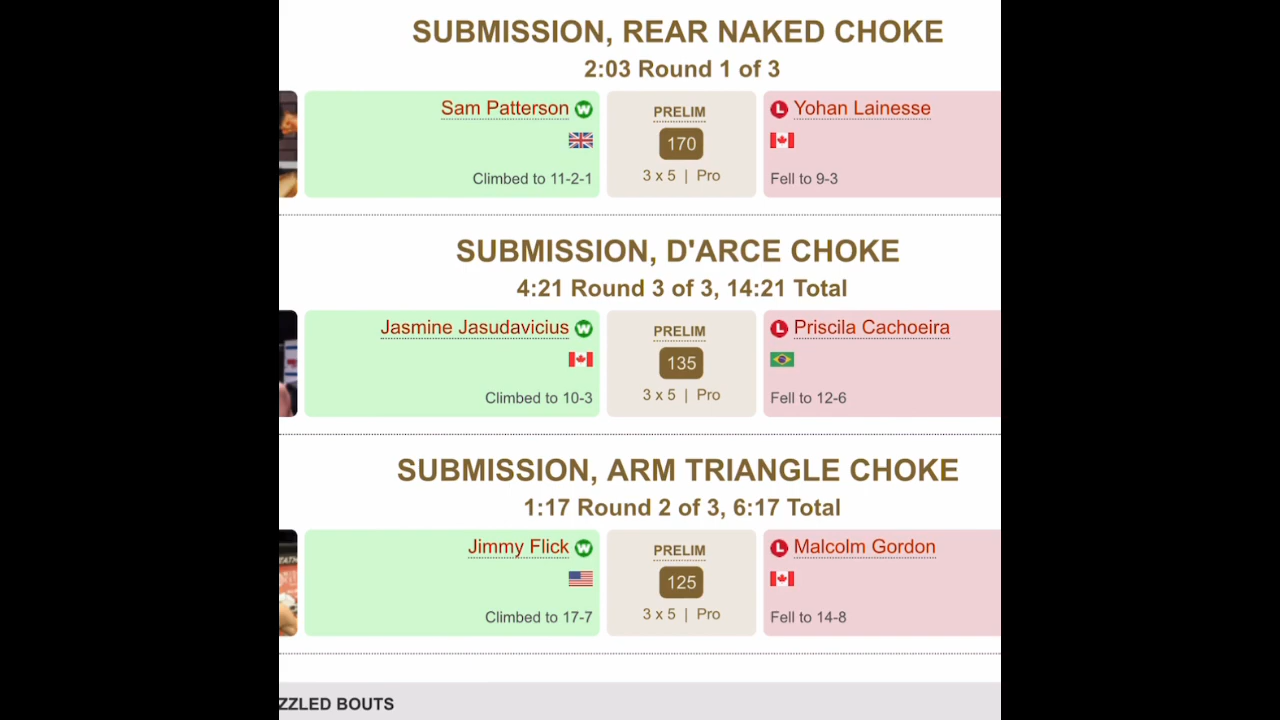 SUBMISSION, REAR NAKED CHOKE
2:03 Round 1 of 3
Sam Patterson W
PRELIM
L Yohan Lainesse
170
Climbed to 11-2-1
3 x 5 | Pro
Fell to 9-3
SUBMISSION, D'ARCE CHOKE
4:21 Round 3 of 3, 14:21 Total
Jasmine Jasudavicius W
PRELIM
L Priscila Cachoeira
135
Climbed to 10-3
3 x 5 | Pro
Fell to 12-6
SUBMISSION, ARM TRIANGLE CHOKE
1:17 Round 2 of 3, 6:17 Total
Jimmy Flick W
PRELIM
L Malcolm Gordon
125
Climbed to 17-7
3 x 5 | Pro
Fell to 14-8
ZZLED BOUTS